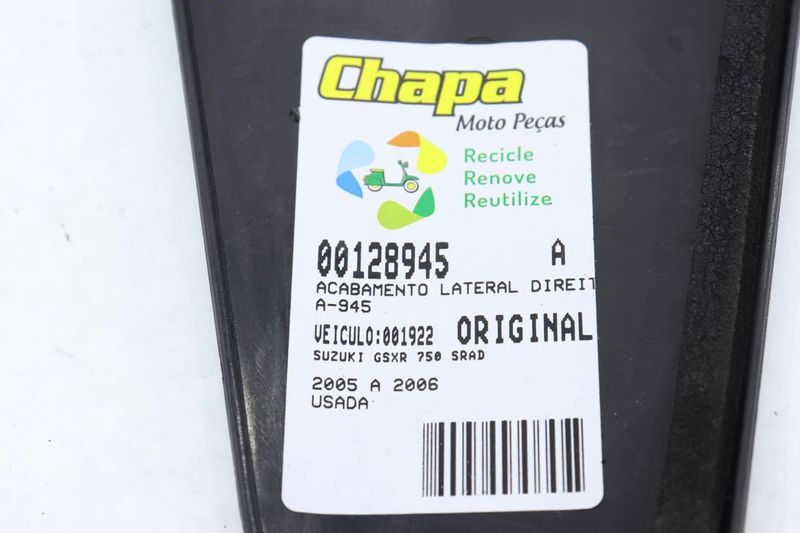 Chapa
Moto Peças
Recicle
Renove
Reutilize
00128945 A
ACABAMENTO LATERAL DIREIT
A-945
VEICULO:001922 ORIGINAL
SUZUKI GSXR 750 SRAD
2005 A 2006
USADA